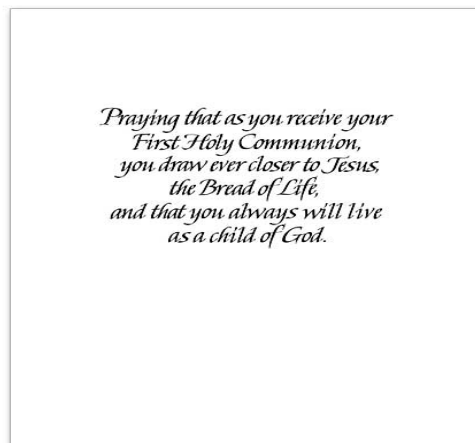 Praying that as you receive your
First Holy Communion,
you draw ever closer to Jesus,
the Bread of Life,
and that you always will live
as a child of God.